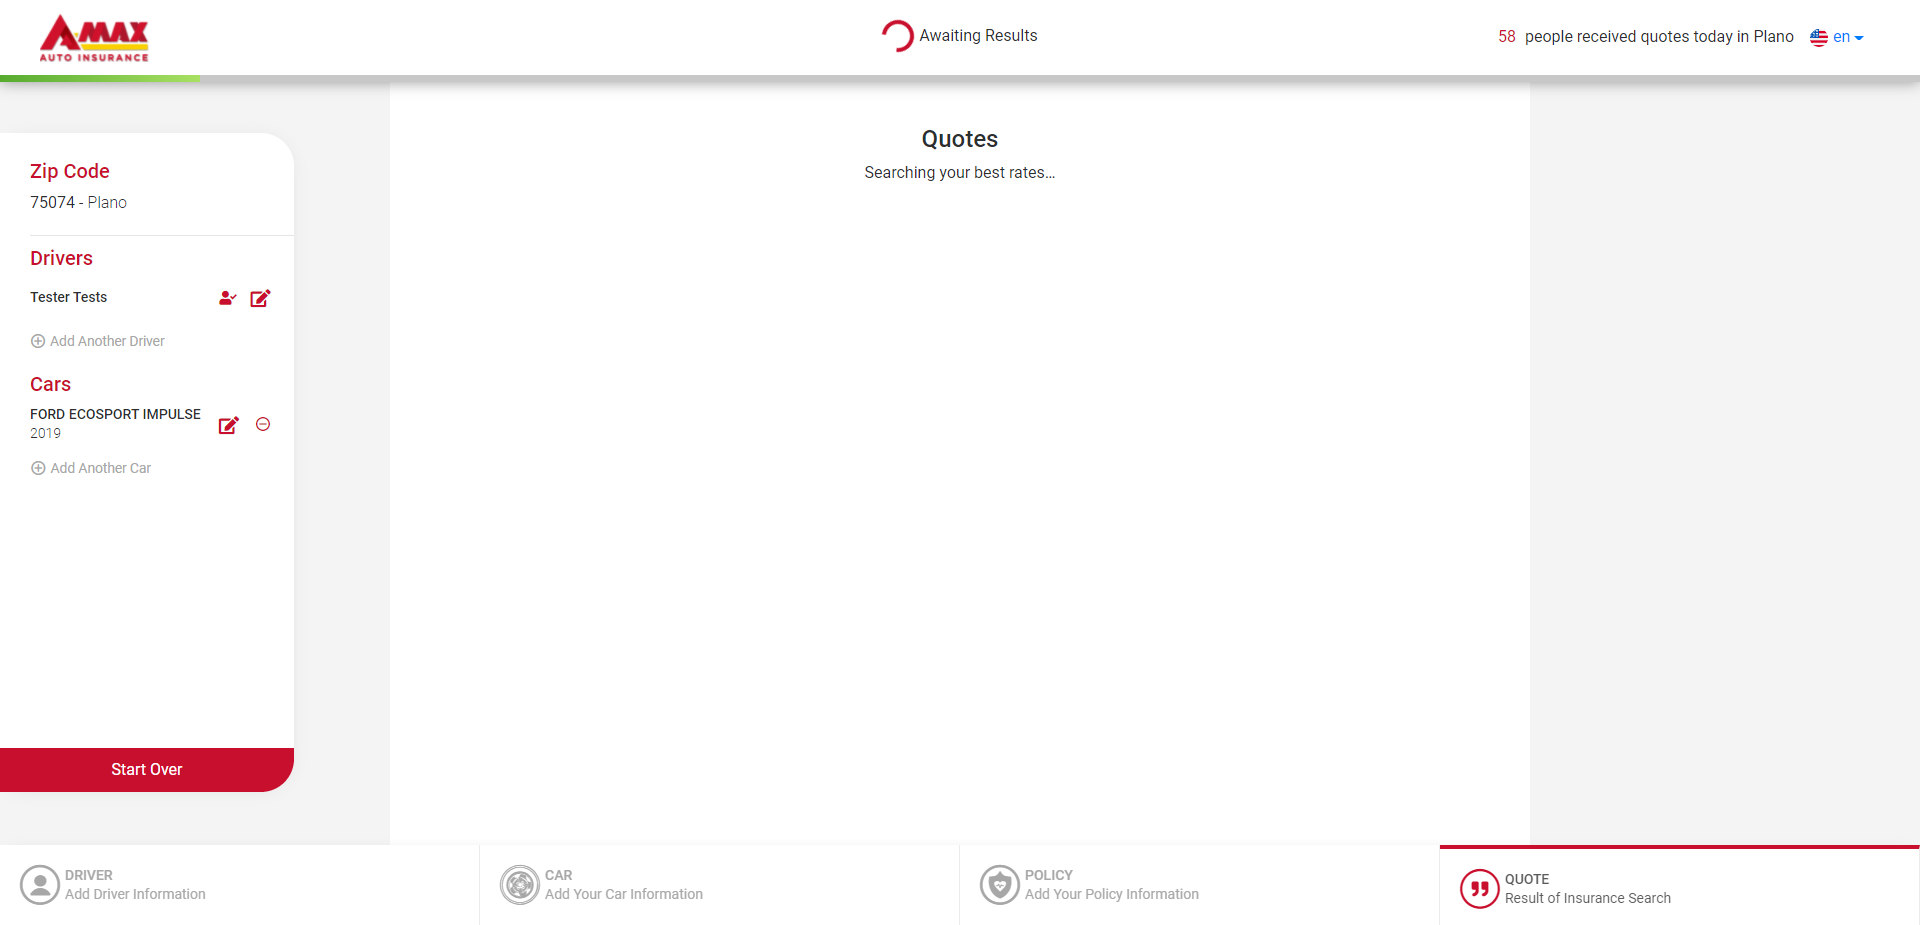 A-MAX
AUTO INSURANCE
Awaiting Results
58 people received quotes today in Plano
en
Quotes
Searching your best rates...
Zip Code
75074 - Plano
Drivers
Tester Tests
Add Another Driver
Cars
FORD ECOSPORT IMPULSE
2019
Add Another Car
Start Over
DRIVER
Add Driver Information
CAR
Add Your Car Information
POLICY
Add Your Policy Information
QUOTE
Result of Insurance Search